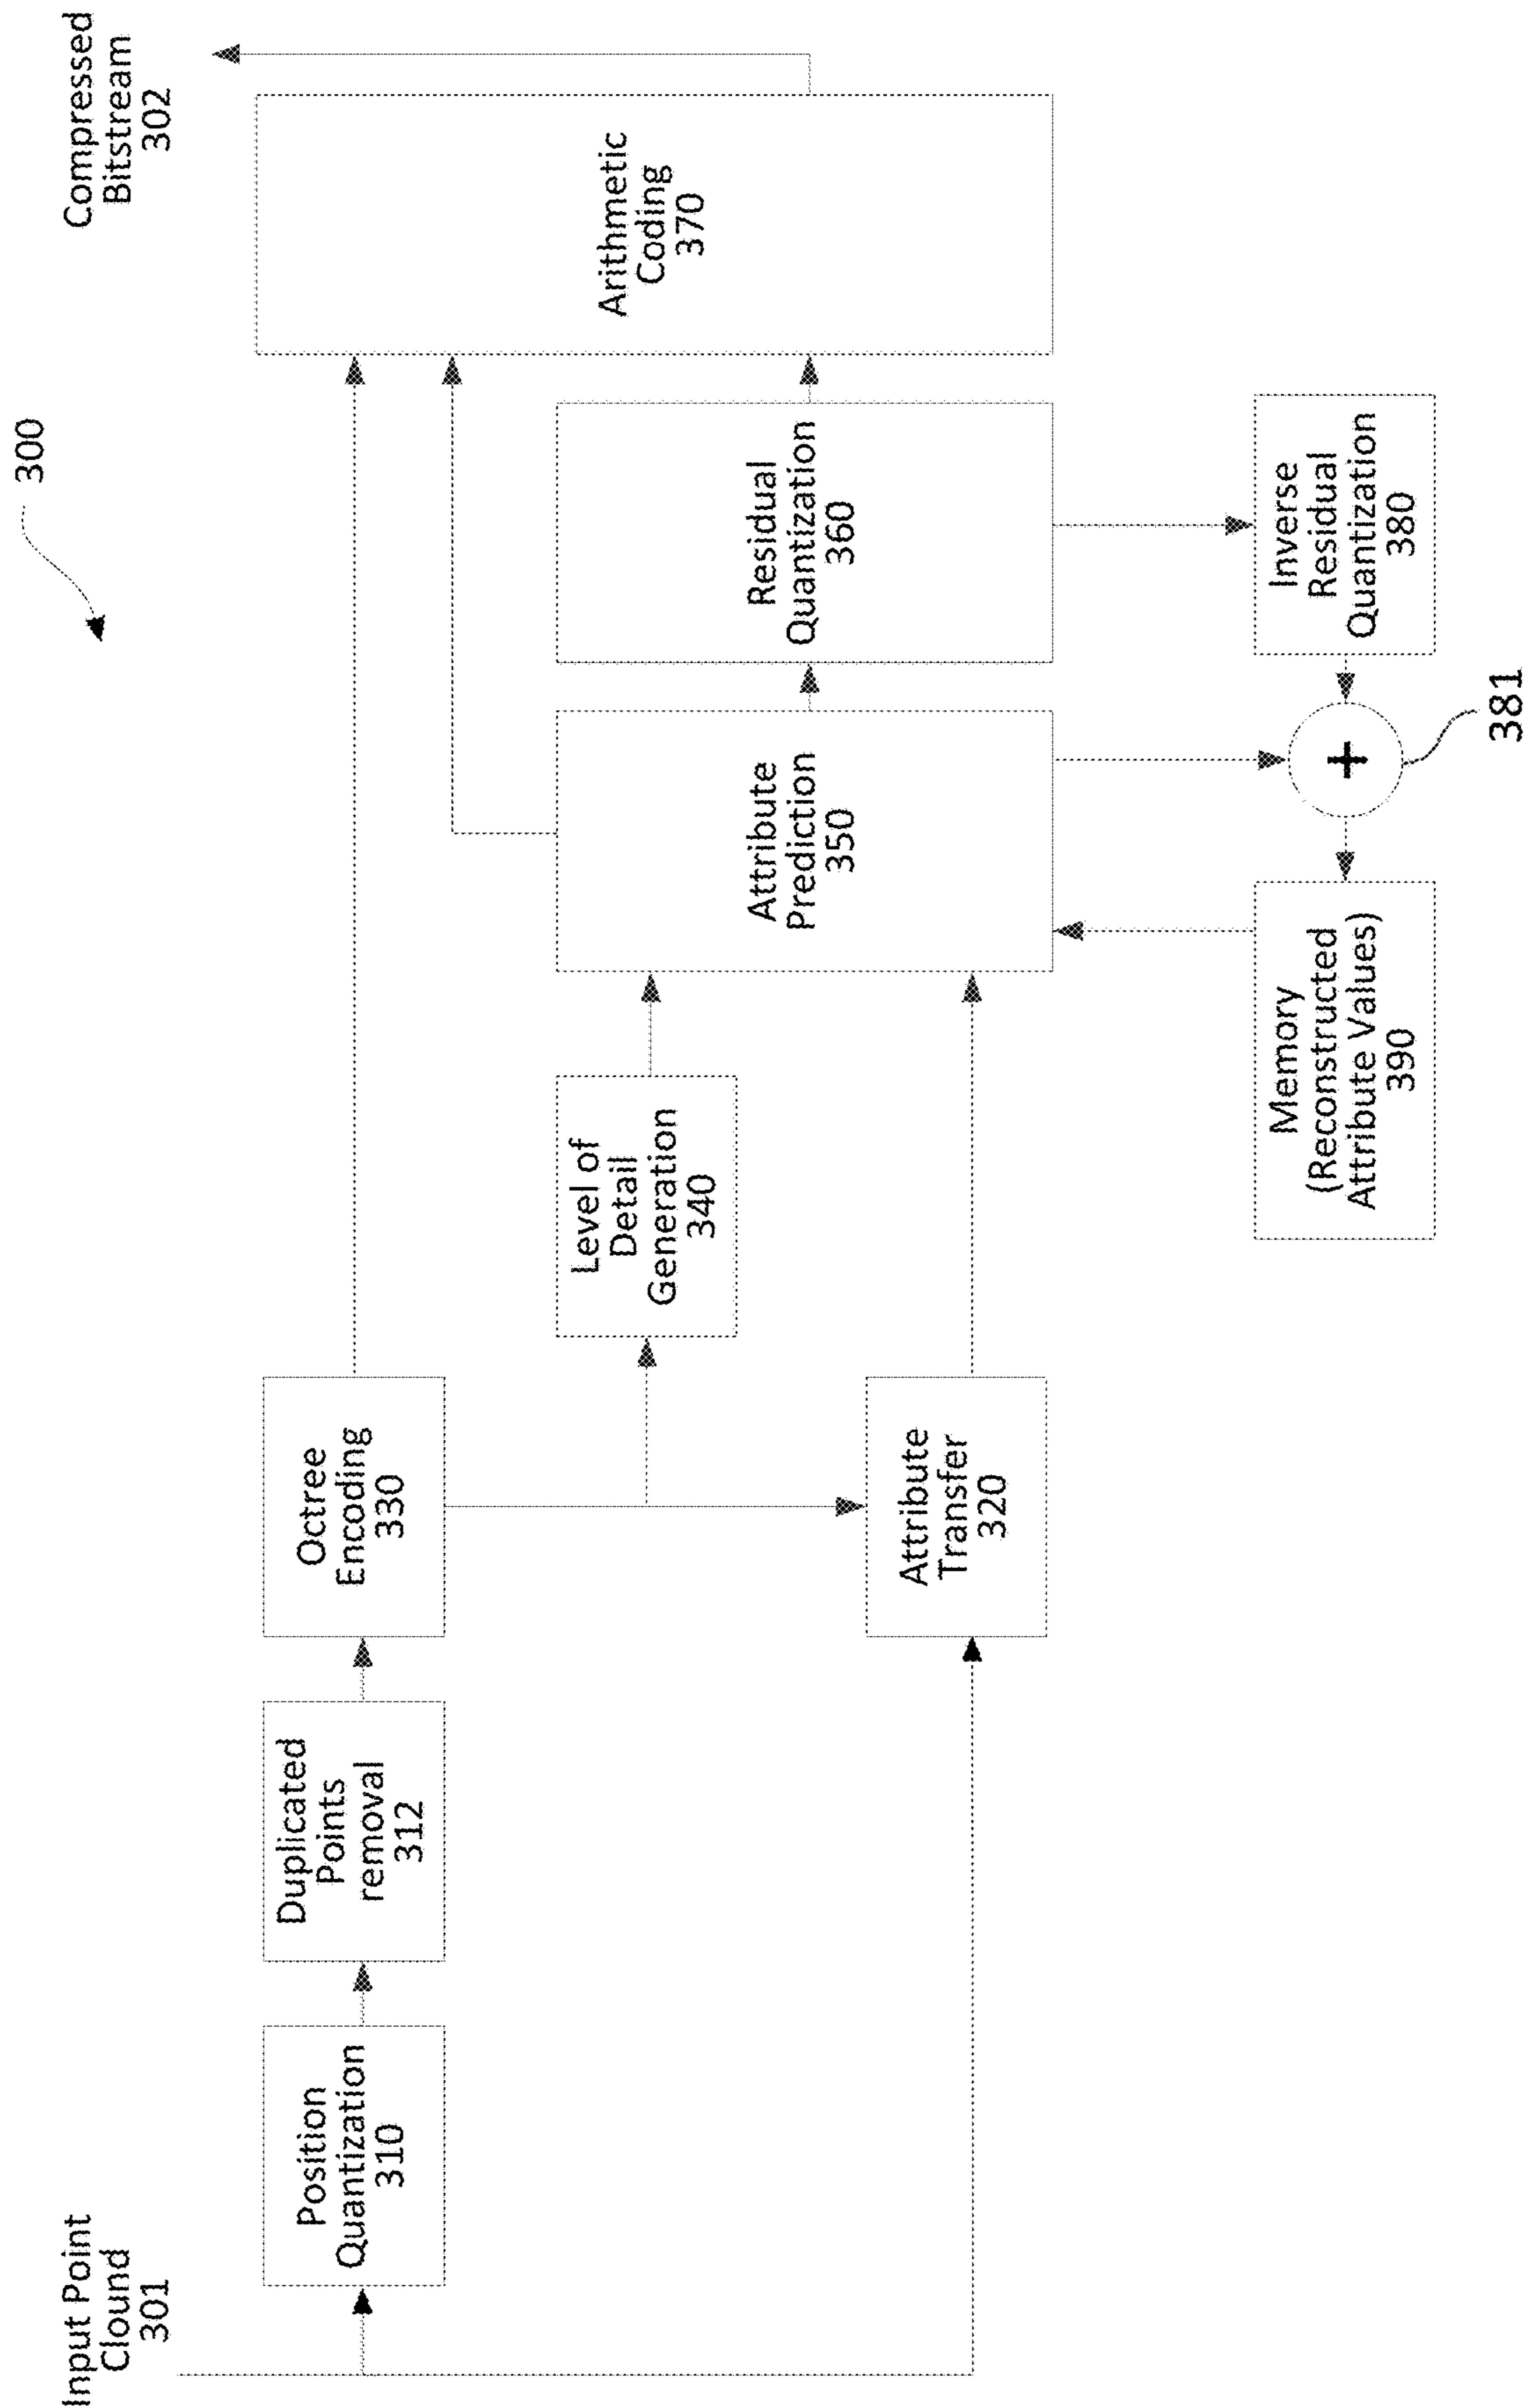 300
Input Point
Clound
301
Compressed
Bitstream
302
Position
Quantization
310
Duplicated
Points
removal
312
Octree
Encoding
330
Level of
Detail
Generation
340
Attribute
Transfer
320
Attribute
Prediction
350
Residual
Quantization
360
Arithmetic
Coding
370
Memory
(Reconstructed
Attribute Values)
390
+
381
Inverse
Residual
Quantization
380